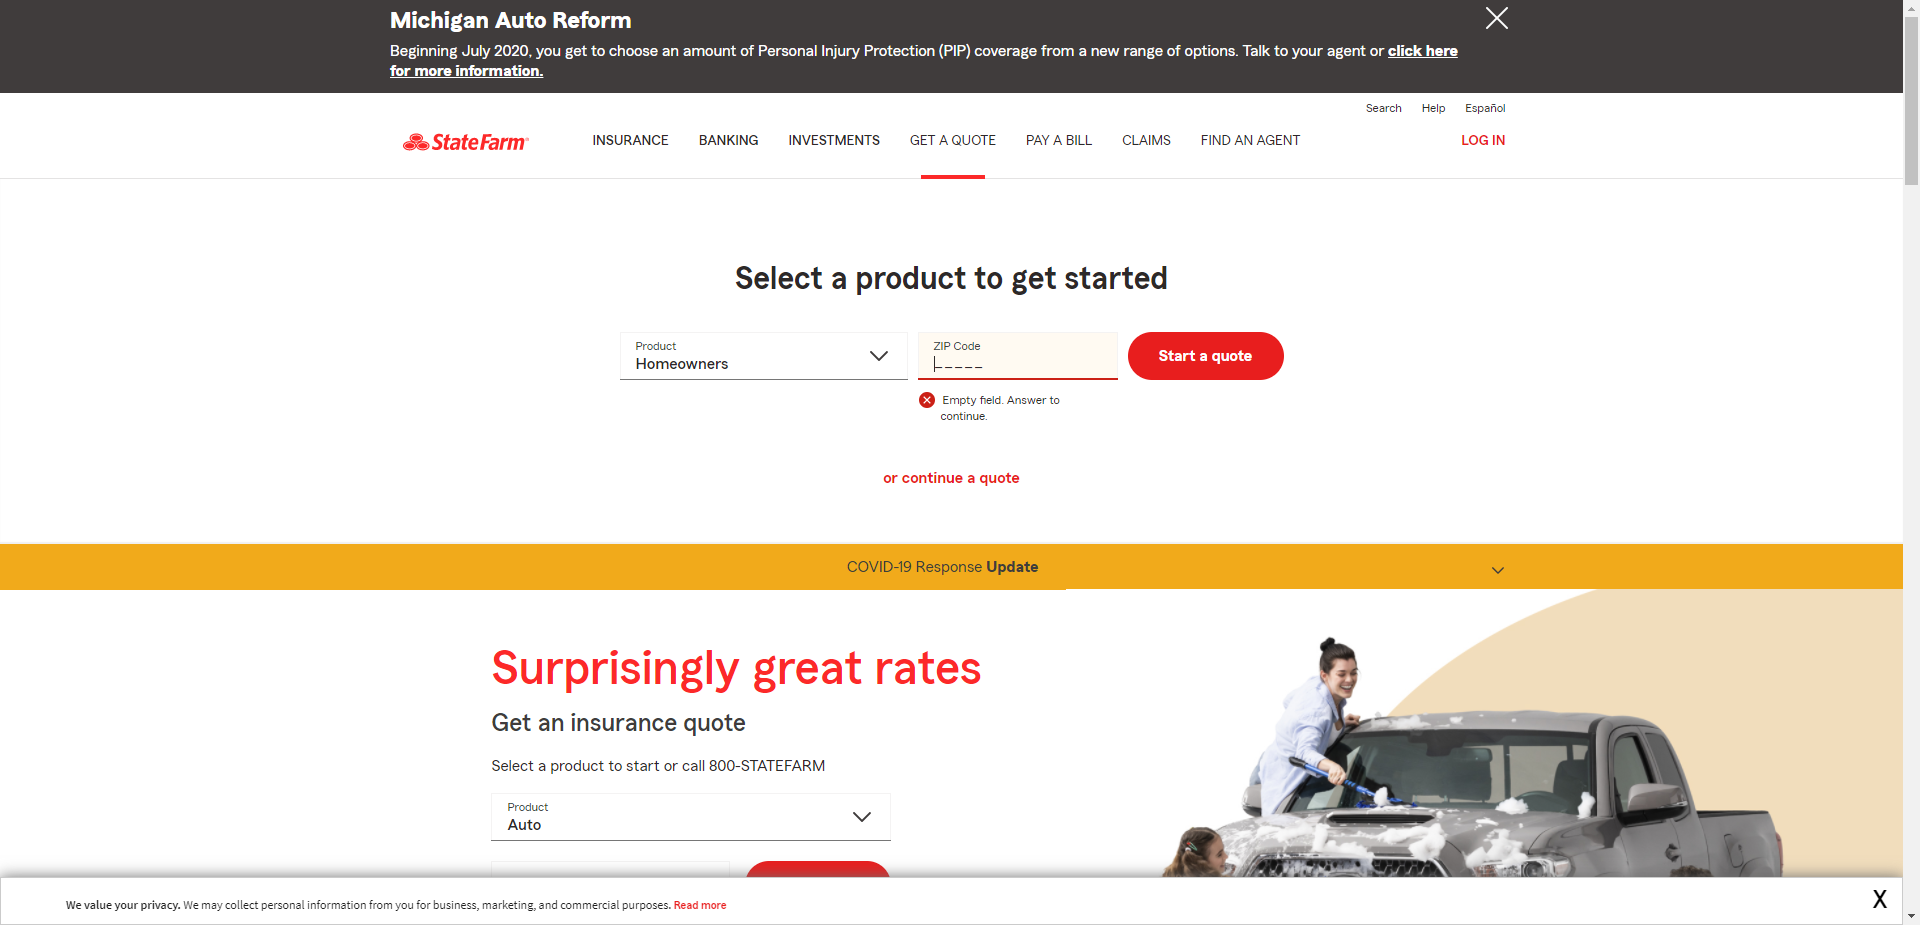 Michigan Auto Reform
Beginning July 2020, you get to choose an amount of Personal Injury Protection (PIP) coverage from a new range of options. Talk to your agent or click here
for more information.
Search Help Español
StateFarm INSURANCE BANKING INVESTMENTS GET A QUOTE PAY A BILL CLAIMS FIND AN AGENT LOG IN
Select a product to get started
Product
Homeowners
ZIP Code
_____
Start a quote
Empty field. Answer to
continue.
or continue a quote
COVID-19 Response Update
Surprisingly great rates
Get an insurance quote
Select a product to start or call 800-STATEFARM
Product
Auto
We value your privacy. We may collect personal information from you for business, marketing, and commercial purposes. Read more
X